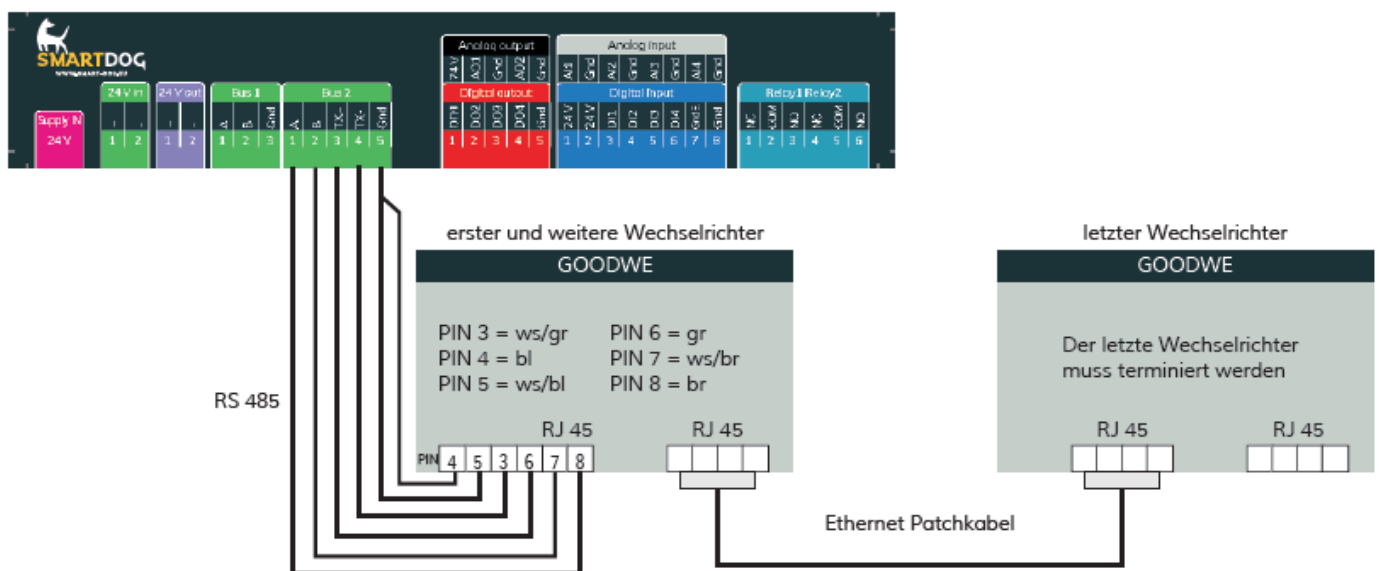 SMARTDOG
WWW.SMART-DOG.EU
Analog output
Analog input
24 V AO1 Gnd AO2 Gnd
AI1 Gnd AI2 Gnd AI3 Gnd AI4 Gnd
24 V in
24 V out
Bus 1
Bus 2
Digital output
Digital Input
Relay1 Relay2
Supply IN
24 V
A B Gnd
A B TX+ TX- Gnd
DO1 DO2 DO3 DO4 Gnd
24 V 24 V DI1 DI2 DI3 DI4 Gnd
NC COM NO NC COM NO
1 2
1 2
1 2 3
1 2 3 4 5
1 2 3 4 5
1 2 3 4 5 6 7 8
1 2 3 4 5 6
erster und weitere Wechselrichter
GOODWE
PIN 3 = ws/gr
PIN 6 = gr
PIN 4 = bl
PIN 7 = ws/br
PIN 5 = ws/bl
PIN 8 = br
RJ 45
RJ 45
PIN 4 5 3 6 7 8
letzter Wechselrichter
GOODWE
Der letzte Wechselrichter
muss terminiert werden
RJ 45
RJ 45
RS 485
Ethernet Patchkabel